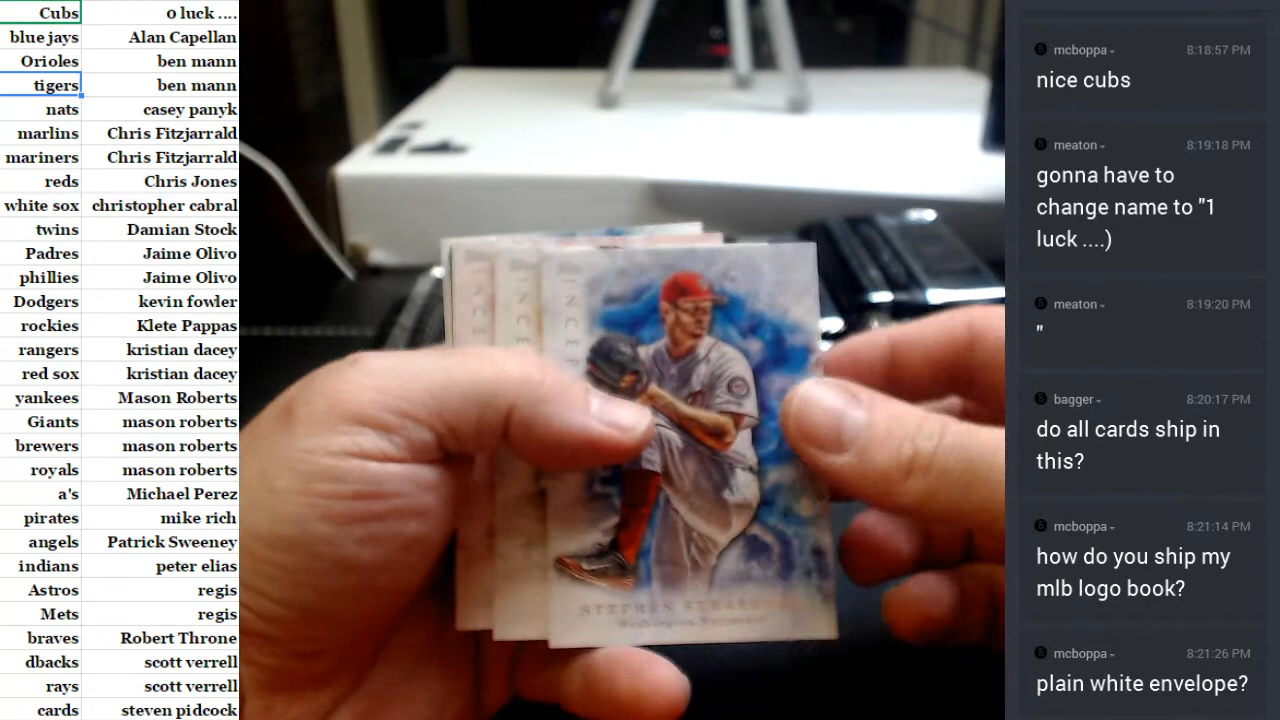 Cubs 0 luck ....
blue jays Alan Capellan
Orioles ben mann
tigers ben mann
nats casey panyk
marlins Chris Fitzjarrald
mariners Chris Fitzjarrald
reds Chris Jones
white sox christopher cabral
twins Damian Stock
Padres Jaime Olivo
phillies Jaime Olivo
Dodgers kevin fowler
rockies Klete Pappas
rangers kristian dacey
red sox kristian dacey
yankees Mason Roberts
Giants mason roberts
brewers mason roberts
royals mason roberts
a's Michael Perez
pirates mike rich
angels Patrick Sweeney
indians peter elias
Astros regis
Mets regis
braves Robert Throne
dbacks scott verrell
rays scott verrell
cards steven pidcock
STEPHEN
Washington
mcboppa 8:18:57 PM
nice cubs
meaton 8:19:18 PM
gonna have to
change name to "1
luck ....)
meaton 8:19:20 PM
"
bagger 8:20:17 PM
do all cards ship in
this?
mcboppa 8:21:14 PM
how do you ship my
mlb logo book?
mcboppa 8:21:26 PM
plain white envelope?